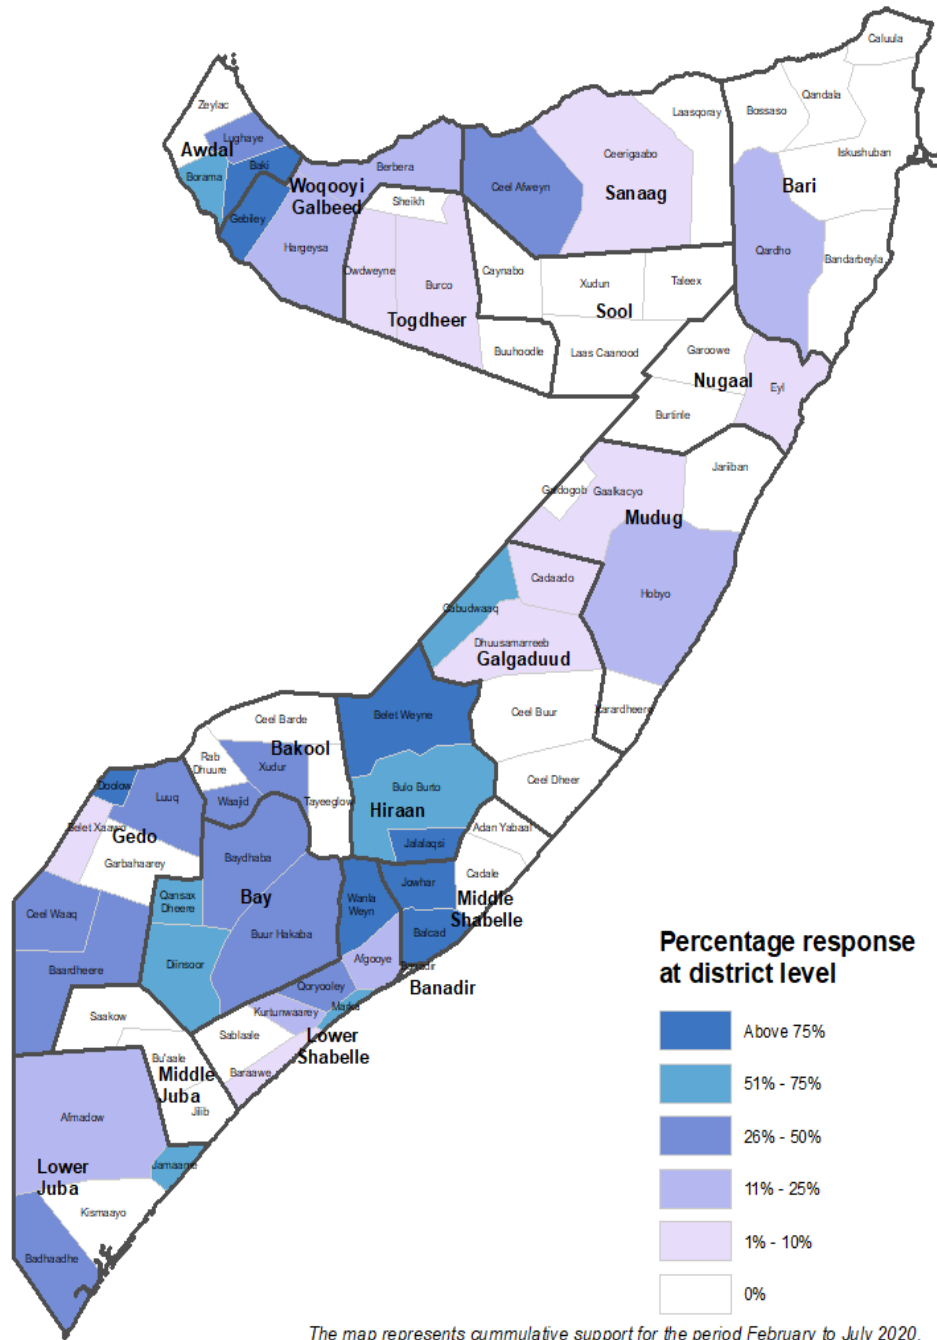 Caluula
Qandala
Bossaso
Laasqoray
Iskushuban
Zeylac
Lughaye
Awdal
Baki
Borama
Berbera
Ceerigaabo
Ceel Afweyn
Sanaag
Bari
Woqooyi
Galbeed
Sheikh
Gebiley
Hargeysa
Qardho
Bandarbeyla
Owdweyne
Burco
Caynabo
Xudun
Taleex
Sool
Togdheer
Buuhoodle
Laas Caanood
Garoowe
Nugaal
Eyl
Burtinle
Jariiban
Galdogob
Gaalkacyo
Mudug
Cadaado
Hobyo
Cabudwaaq
Dhuusamarreeb
Galgaduud
Belet Weyne
Ceel Buur
Xarardheere
Ceel Barde
Bakool
Rab
Dhuure
Xudur
Ceel Dheer
Doolow
Luuq
Waajid
Tayeeglow
Bulo Burto
Hiraan
Belet Xaawo
Gedo
Garbahaarey
Adan Yabaal
Jalalaqsi
Baydhaba
Cadale
Jowhar
Bay
Qansax
Dheere
Wanla
Weyn
Middle
Shabelle
Ceel Waaq
Buur Hakaba
Balcad
Baardheere
Diinsoor
Afgooye
Banadir
Banadir
Qoryooley
Marka
Kurtunwaarey
Saakow
Sablaale
Lower
Shabelle
Bu'aale
Middle
Juba
Baraawe
Jilib
Afmadow
Lower
Juba
Jamaame
Kismaayo
Badhaadhe
Percentage response
at district level
Above 75%
51% - 75%
26% - 50%
11% - 25%
1% - 10%
0%
The map represents cummulative support for the period February to July 2020.